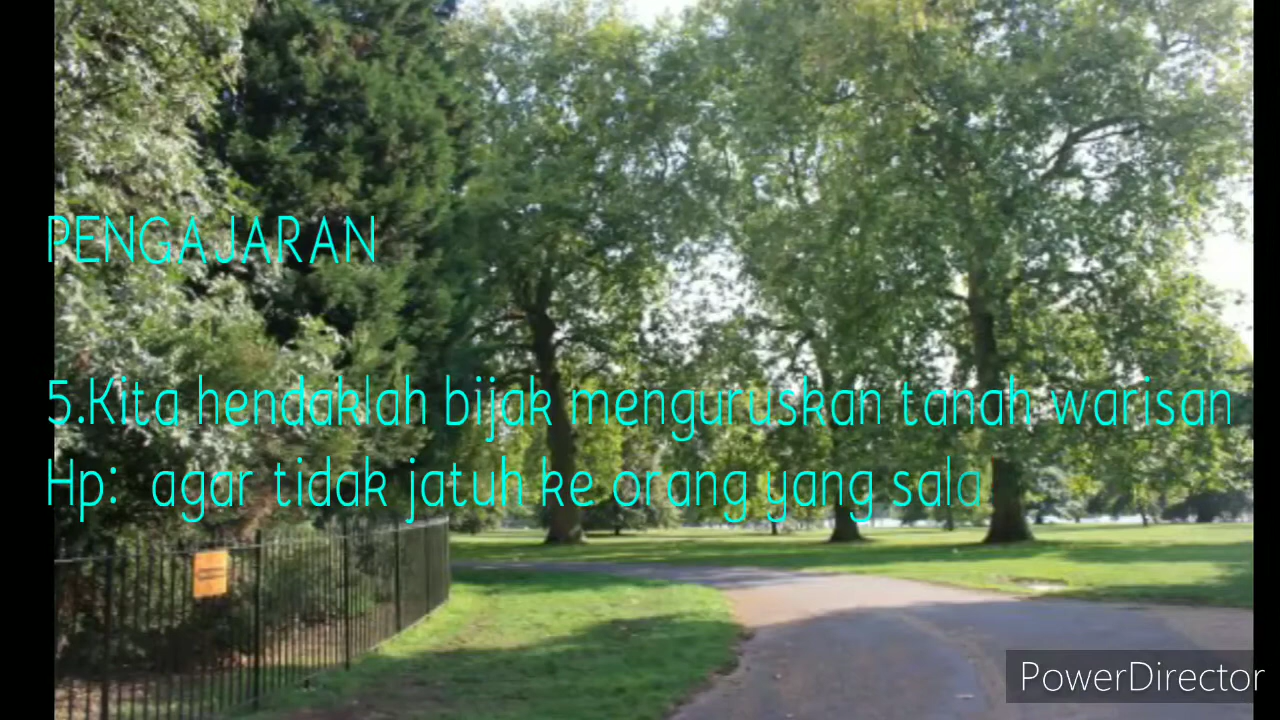 PENGAJARAN
5.Kita hendaklah bijak menguruskan tanah warisan
Hp: agar tidak jatuh ke orang yang sala
PowerDirector